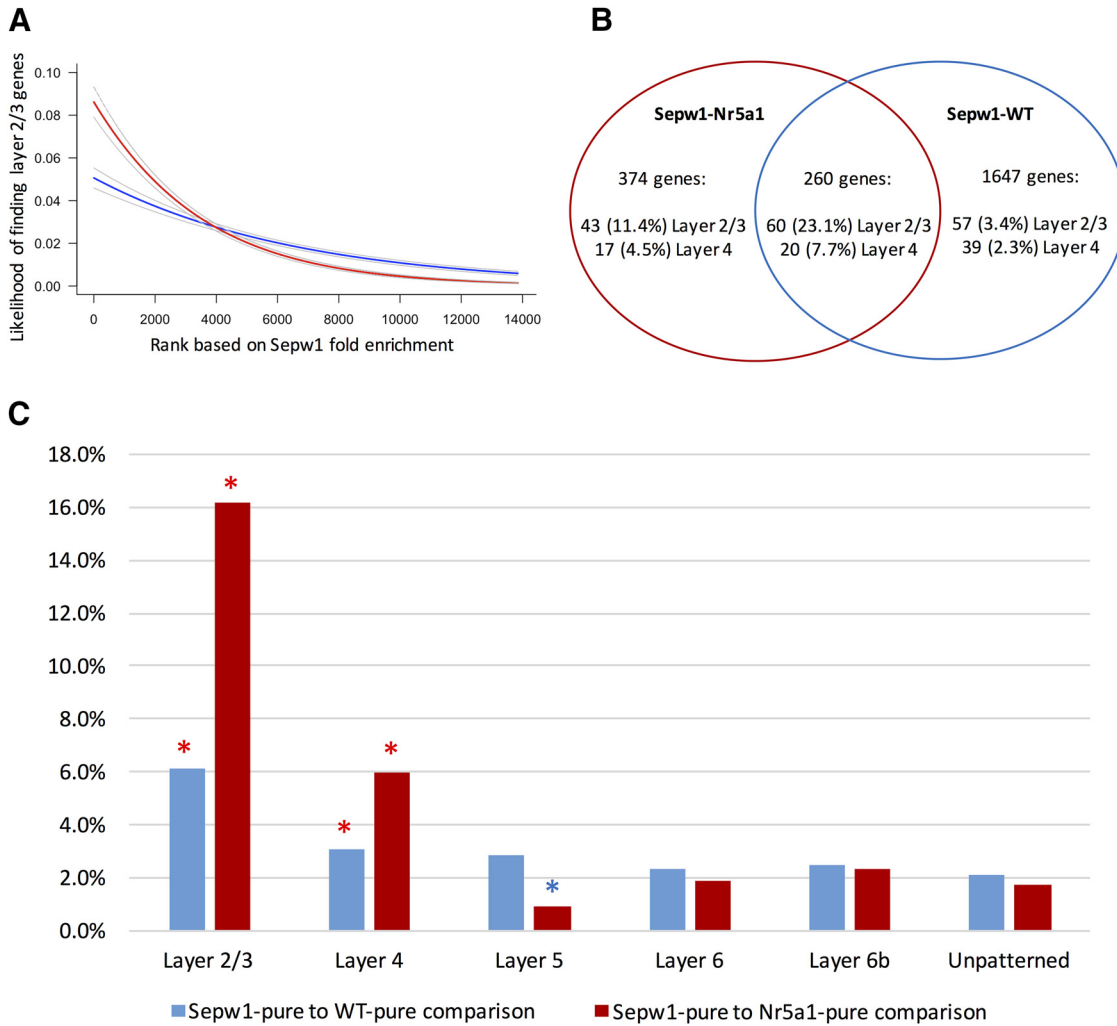 A
Likelihood of finding layer 2/3 genes
0.10
0.08
0.06
0.04
0.02
0.00
0 2000 4000 6000 8000 10000 12000 14000
Rank based on Sepw1 fold enrichment
B
Sepw1-Nr5a1
374 genes:
43 (11.4%) Layer 2/3
17 (4.5%) Layer 4
260 genes:
60 (23.1%) Layer 2/3
20 (7.7%) Layer 4
Sepw1-WT
1647 genes:
57 (3.4%) Layer 2/3
39 (2.3%) Layer 4
C
18.0%
16.0%
14.0%
12.0%
10.0%
8.0%
6.0%
4.0%
2.0%
0.0%
* * * * *
Layer 2/3 Layer 4 Layer 5 Layer 6 Layer 6b Unpatterned
Sepw1-pure to WT-pure comparison
Sepw1-pure to Nr5a1-pure comparison